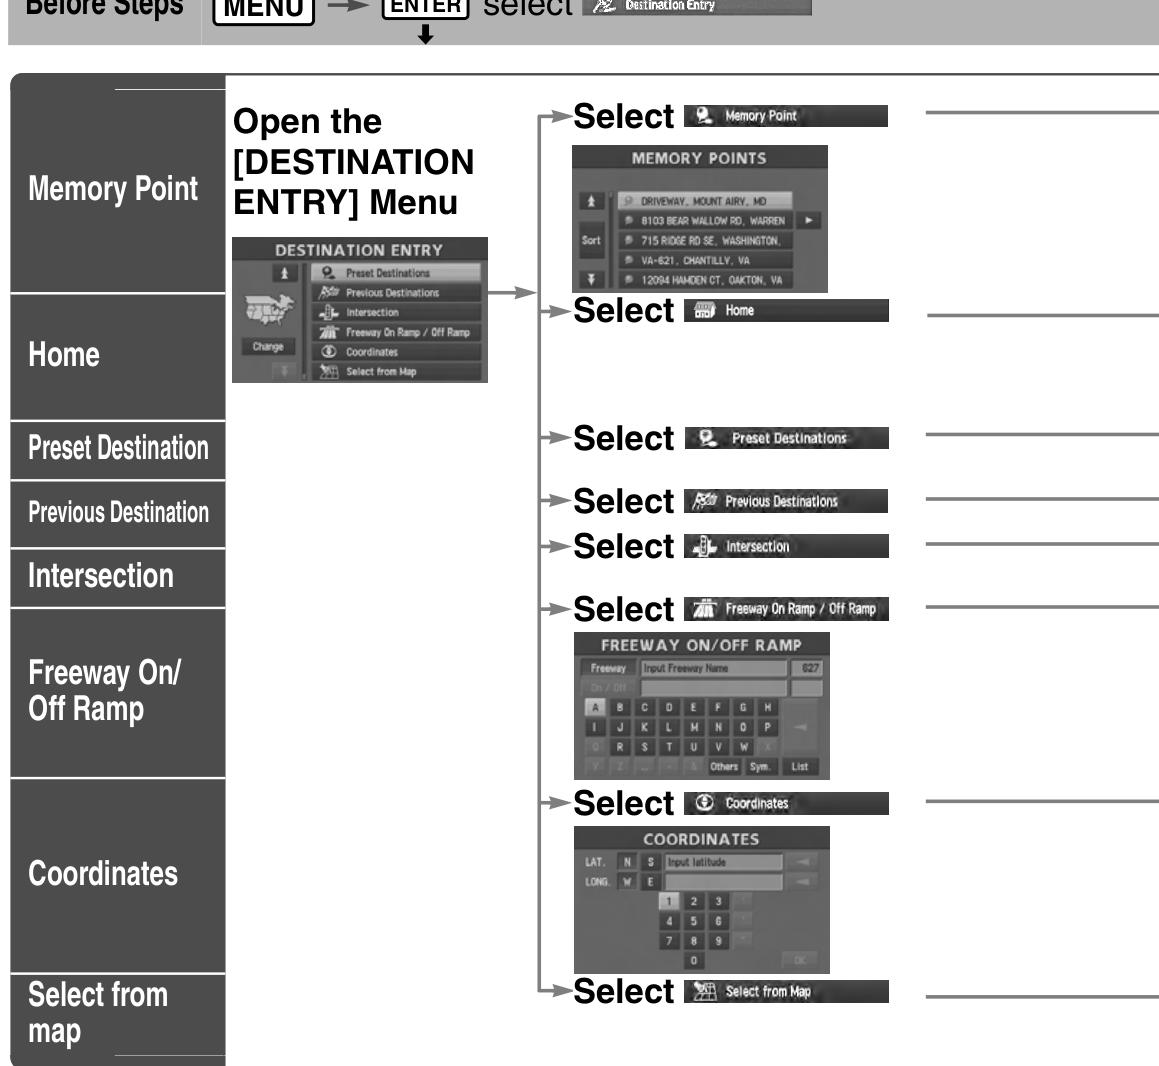 Before Steps MENU ENTER select Destination Entry
Memory Point
Open the
[DESTINATION
ENTRY] Menu
DESTINATION ENTRY
Preset Destinations
Previous Destinations
Intersection
Freeway On Ramp / Off Ramp
Change
Coordinates
Select from Map
Select Memory Point
MEMORY POINTS
DRIVEWAY, MOUNT AIRY, MD
8103 BEAR WALLOW RD, WARREN
Sort
715 RIDGE RD SE, WASHINGTON,
VA-621, CHANTILLY, VA
12094 HAMDEN CT, OAKTON, VA
Home
Select Home
Preset Destination
Select Preset Destinations
Previous Destination
Select Previous Destinations
Intersection
Select Intersection
Freeway On/
Off Ramp
Select Freeway On Ramp / Off Ramp
FREEWAY ON/OFF RAMP
Freeway Input Freeway Name 627
On / Off
A B C D E F G H
I J K L M N O P
Q R S T U V W X
Y Z - & Others Sym. List
Coordinates
Select Coordinates
COORDINATES
LAT. N S Input latitude
LONG. W E
1 2 3
4 5 6
7 8 9
0 OK
Select from
map
Select Select from Map